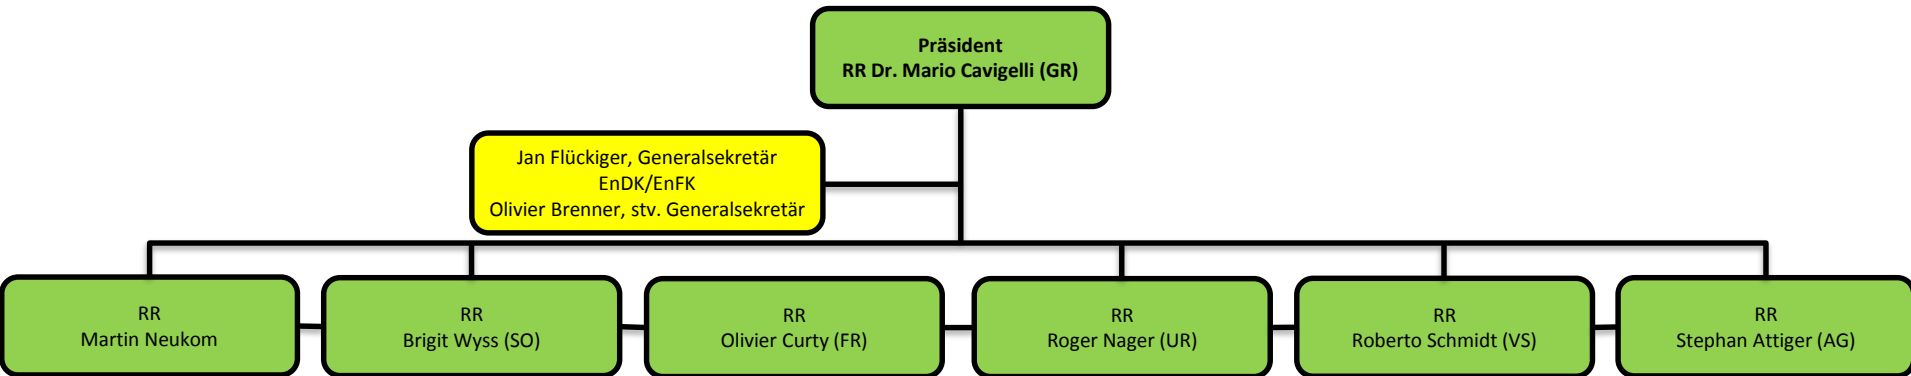 Präsident
RR Dr. Mario Cavigelli (GR)
Jan Flückiger, Generalsekretär
EnDK/EnFK
Olivier Brenner, stv. Generalsekretär
RR
Martin Neukom
RR
Brigit Wyss (SO)
RR
Olivier Curty (FR)
RR
Roger Nager (UR)
RR
Roberto Schmidt (VS)
RR
Stephan Attiger (AG)